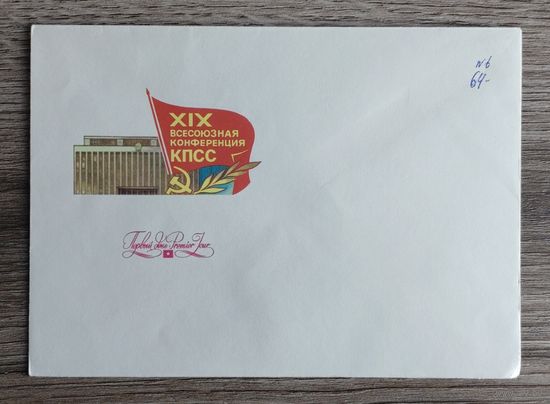 N6
64-
XIX
ВСЕСОЮЗНАЯ
КОНФЕРЕНЦИЯ
КПСС
Первый день Premier Jour